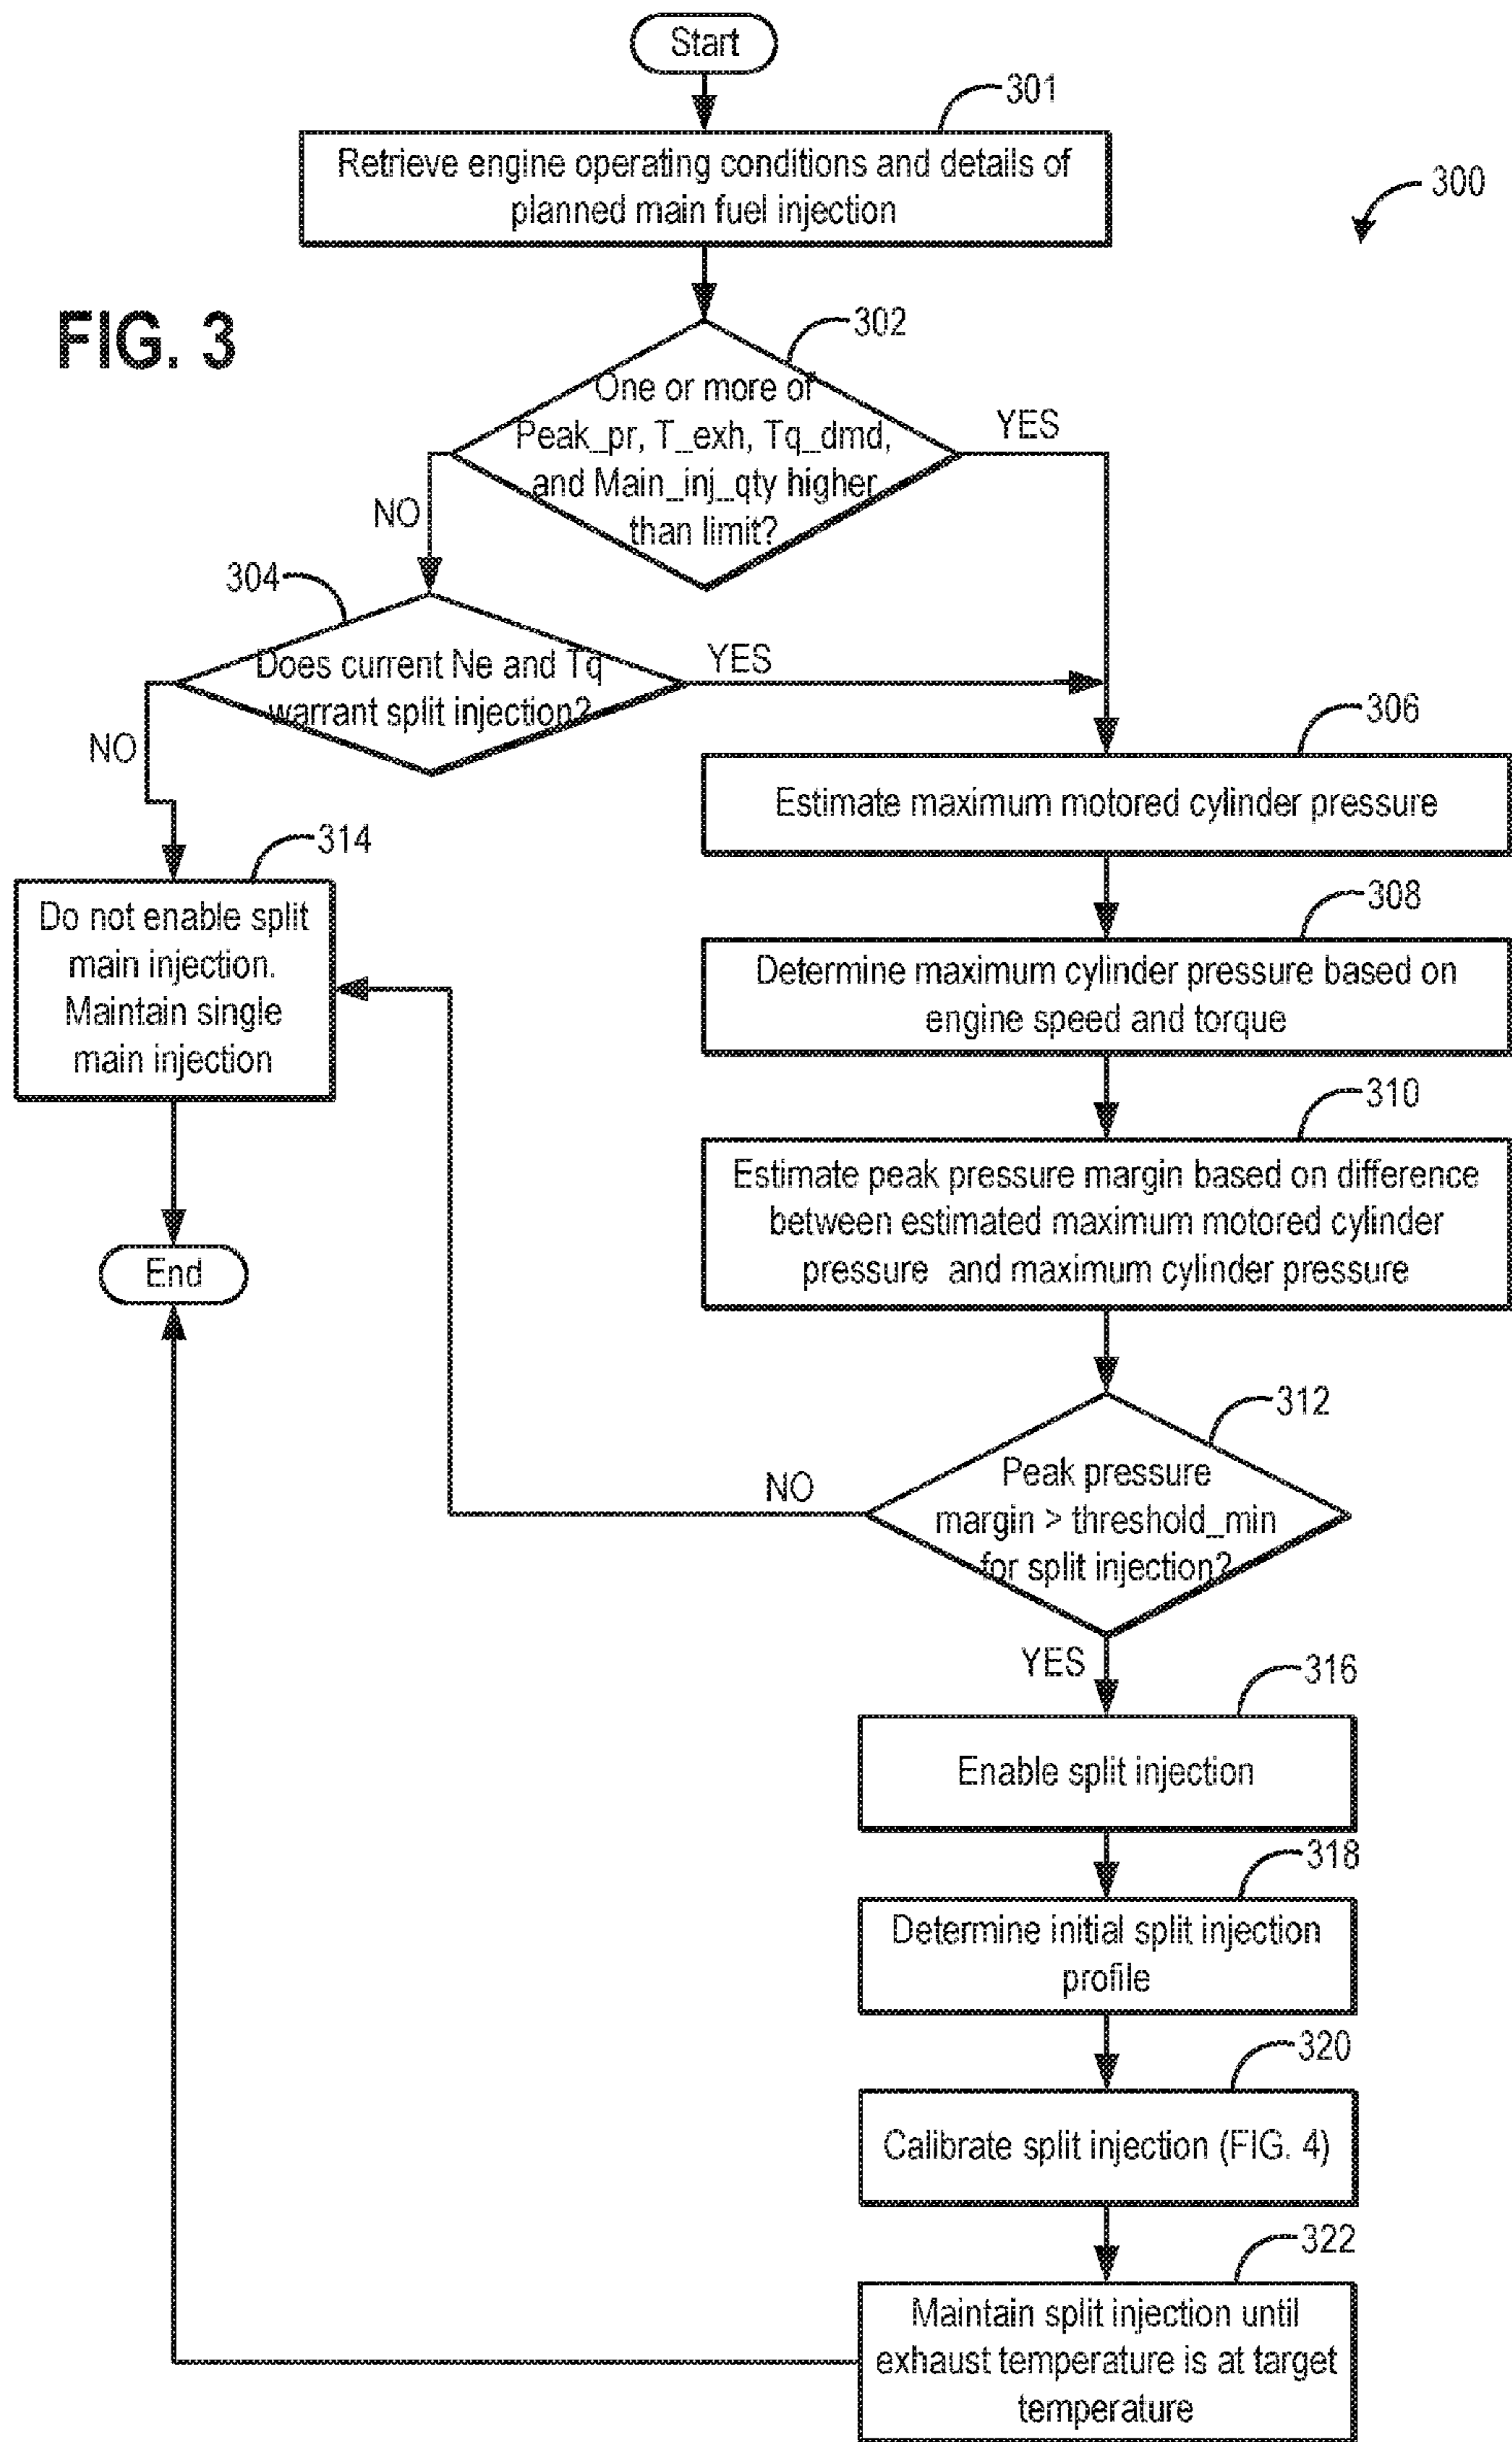 Start
301
Retrieve engine operating conditions and details of
planned main fuel injection
300
FIG. 3
302
One or more of
Peak_pr, T_exh, Tq_dmd,
and Main_inj_qty higher
than limit?
YES
NO
304
Does current Ne and Tq
warrant split injection?
YES
NO
306
Estimate maximum motored cylinder pressure
314
Do not enable split
main injection.
Maintain single
main injection
308
Determine maximum cylinder pressure based on
engine speed and torque
310
Estimate peak pressure margin based on difference
between estimated maximum motored cylinder
pressure and maximum cylinder pressure
End
312
Peak pressure
margin > threshold_min
for split injection?
NO
YES
316
Enable split injection
318
Determine initial split injection
profile
320
Calibrate split injection (FIG. 4)
322
Maintain split injection until
exhaust temperature is at target
temperature